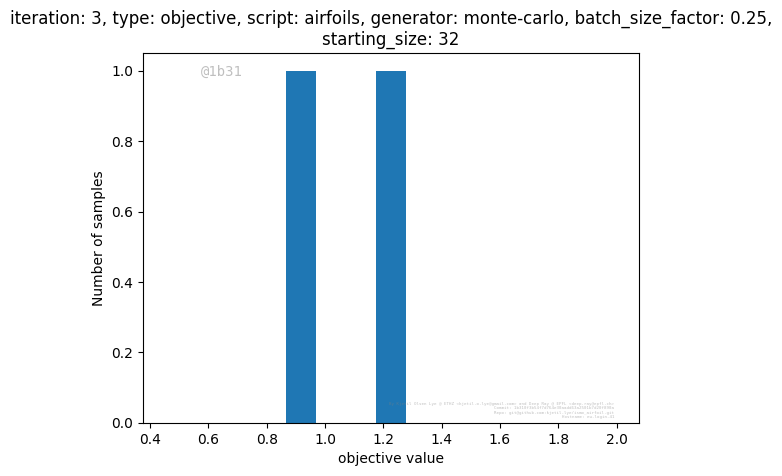 iteration: 3, type: objective, script: airfoils, generator: monte-carlo, batch_size_factor: 0.25,
starting_size: 32
@1b31
1.0
0.8
0.6
0.4
0.2
0.0
Number of samples
0.4 0.6 0.8 1.0 1.2 1.4 1.6 1.8 2.0
objective value